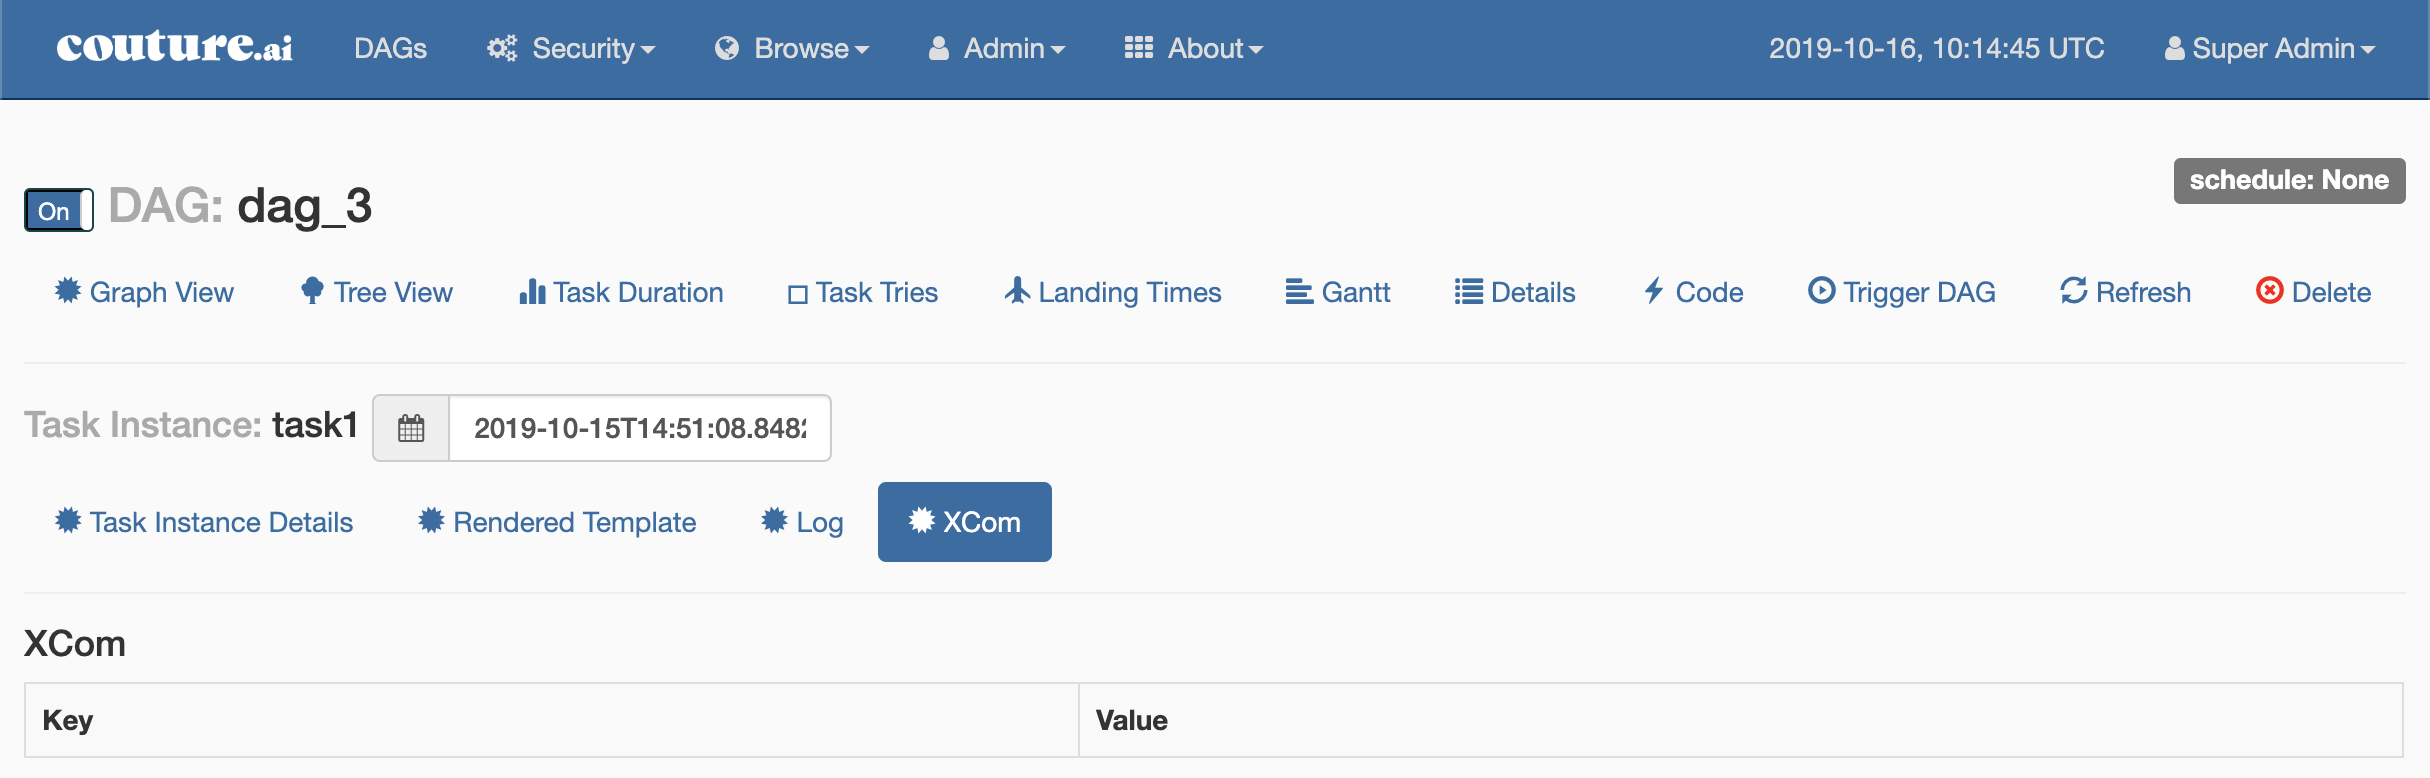 couture.ai DAGs Security Browse Admin About 2019-10-16, 10:14:45 UTC Super Admin
schedule: None
On DAG: dag_3
Graph View Tree View Task Duration Task Tries Landing Times Gantt Details Code Trigger DAG Refresh Delete
Task Instance: task1 2019-10-15T14:51:08.848
Task Instance Details Rendered Template Log XCom
XCom
Key Value